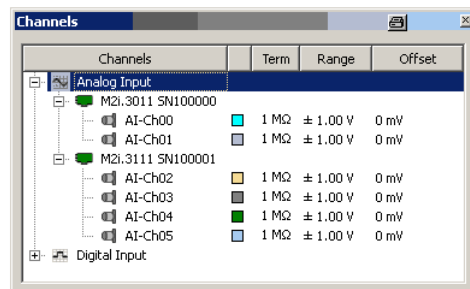 Channels
Channels Term Range Offset
Analog Input
M2i.3011 SN100000
AI-Ch00 1 MΩ ± 1.00 V 0 mV
AI-Ch01 1 MΩ ± 1.00 V 0 mV
M2i.3111 SN100001
AI-Ch02 1 MΩ ± 1.00 V 0 mV
AI-Ch03 1 MΩ ± 1.00 V 0 mV
AI-Ch04 1 MΩ ± 1.00 V 0 mV
AI-Ch05 1 MΩ ± 1.00 V 0 mV
Digital Input